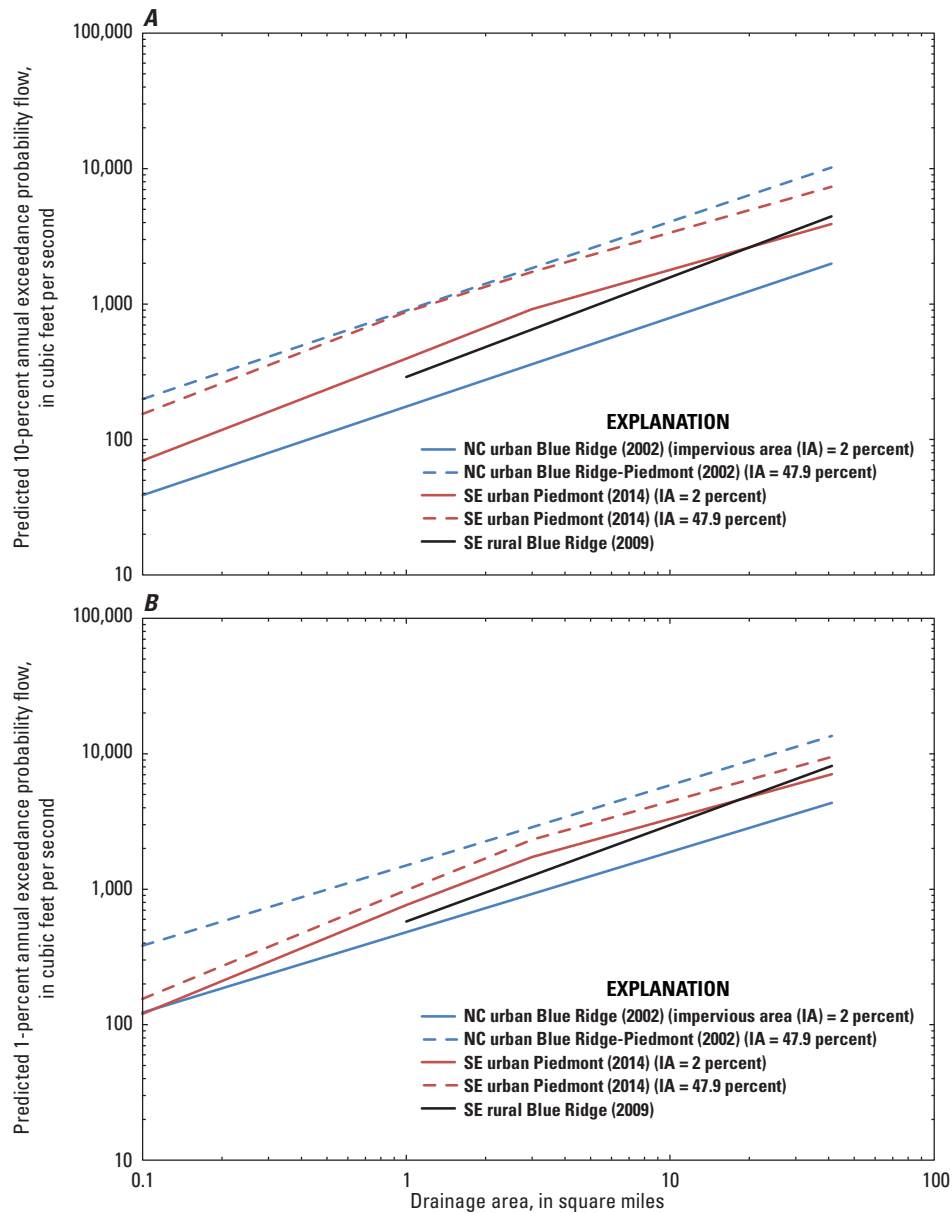 A
100,000
10,000
1,000
100
10
Predicted 10-percent annual exceedance probability flow,
in cubic feet per second
EXPLANATION
NC urban Blue Ridge (2002) (impervious area (IA) = 2 percent)
NC urban Blue Ridge-Piedmont (2002) (IA = 47.9 percent)
SE urban Piedmont (2014) (IA = 2 percent)
SE urban Piedmont (2014) (IA = 47.9 percent)
SE rural Blue Ridge (2009)
B
100,000
10,000
1,000
100
10
Predicted 1-percent annual exceedance probability flow,
in cubic feet per second
EXPLANATION
NC urban Blue Ridge (2002) (impervious area (IA) = 2 percent)
NC urban Blue Ridge-Piedmont (2002) (IA = 47.9 percent)
SE urban Piedmont (2014) (IA = 2 percent)
SE urban Piedmont (2014) (IA = 47.9 percent)
SE rural Blue Ridge (2009)
0.1 1 10 100
Drainage area, in square miles